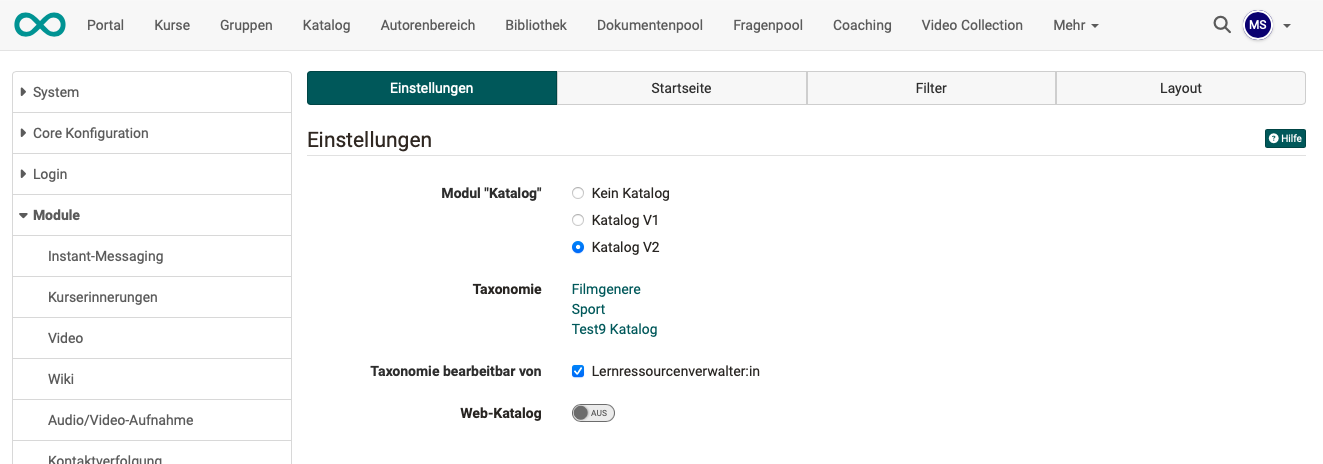 Portal Kurse Gruppen Katalog Autorenbereich Bibliothek Dokumentenpool Fragenpool Coaching Video Collection Mehr MS
System
Core Konfiguration
Login
Module
Instant-Messaging
Kurserinnerungen
Video
Wiki
Audio/Video-Aufnahme
Kontaktverfolgung
Einstellungen Startseite Filter Layout
Einstellungen Hilfe
Modul "Katalog" Kein Katalog
Katalog V1
Katalog V2
Taxonomie Filmgenere
Sport
Test9 Katalog
Taxonomie bearbeitbar von Lernressourcenverwalter:in
Web-Katalog AUS